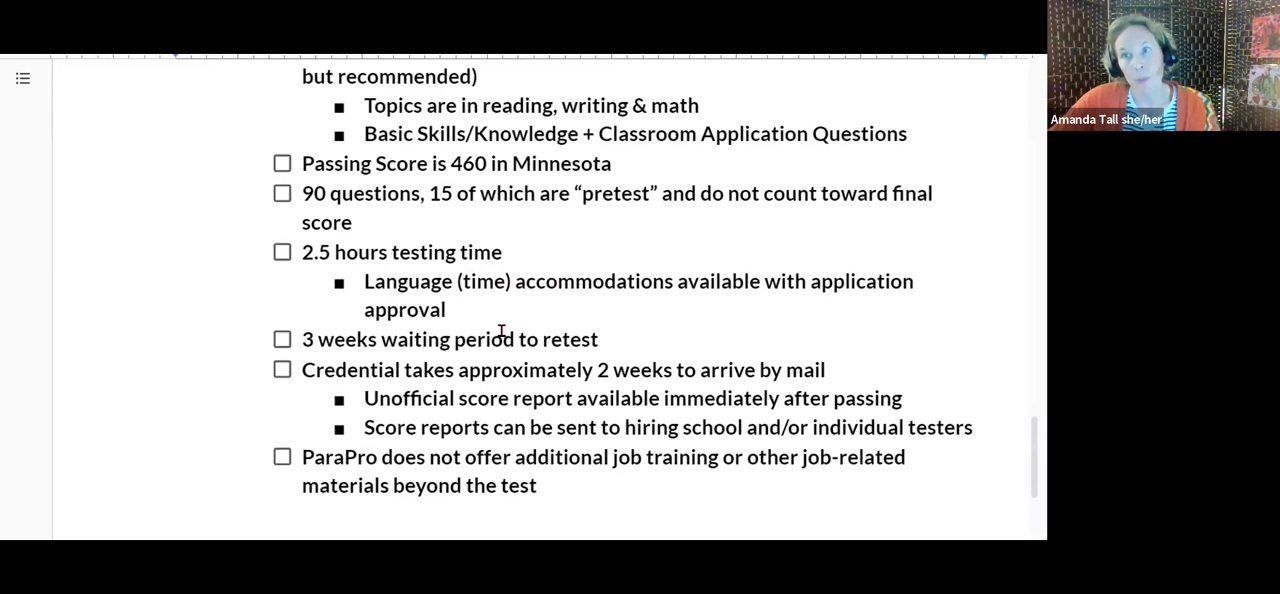 but recommended)
■ Topics are in reading, writing & math
■ Basic Skills/Knowledge + Classroom Application Questions
Passing Score is 460 in Minnesota
90 questions, 15 of which are “pretest” and do not count toward final
score
2.5 hours testing time
■ Language (time) accommodations available with application
approval
3 weeks waiting period to retest
Credential takes approximately 2 weeks to arrive by mail
■ Unofficial score report available immediately after passing
■ Score reports can be sent to hiring school and/or individual testers
ParaPro does not offer additional job training or other job-related
materials beyond the test
Amanda Tall she/her